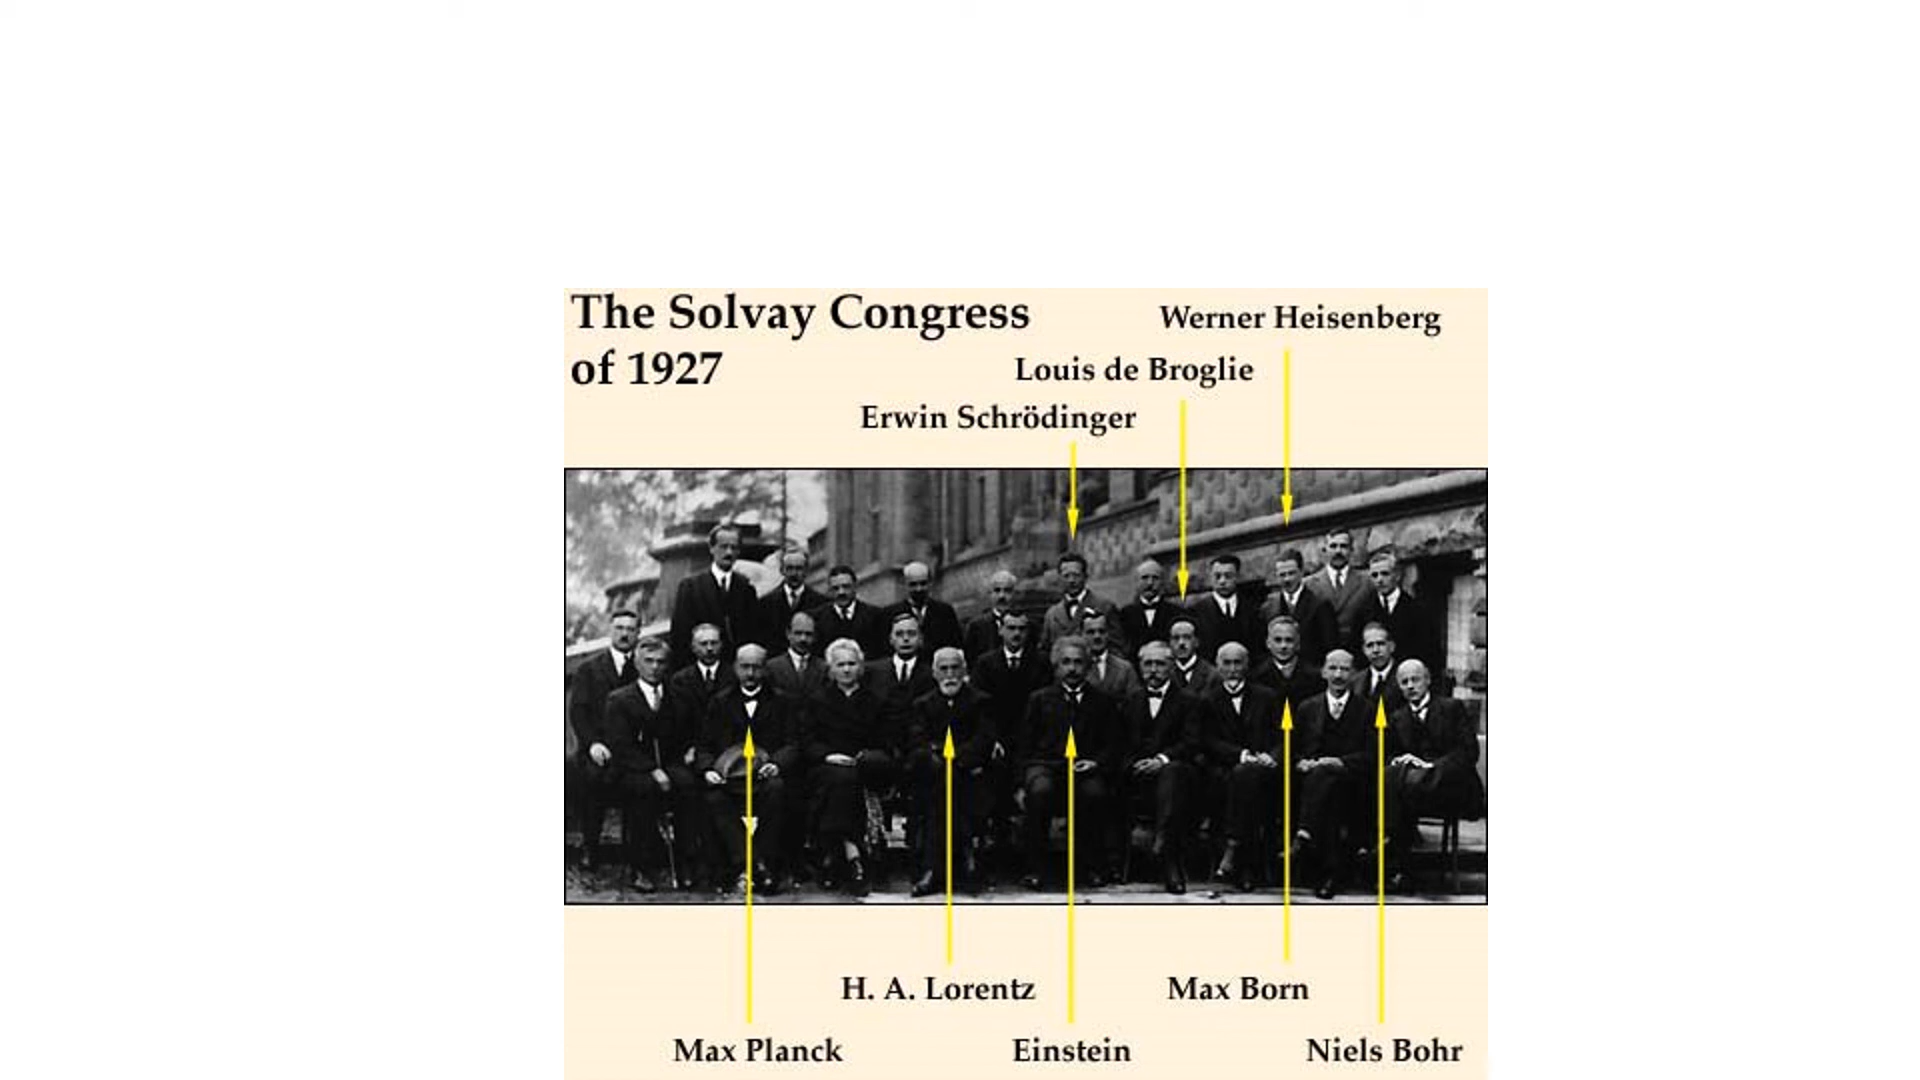 The Solvay Congress
of 1927
Werner Heisenberg
Louis de Broglie
Erwin Schrödinger
H. A. Lorentz
Max Born
Max Planck
Einstein
Niels Bohr